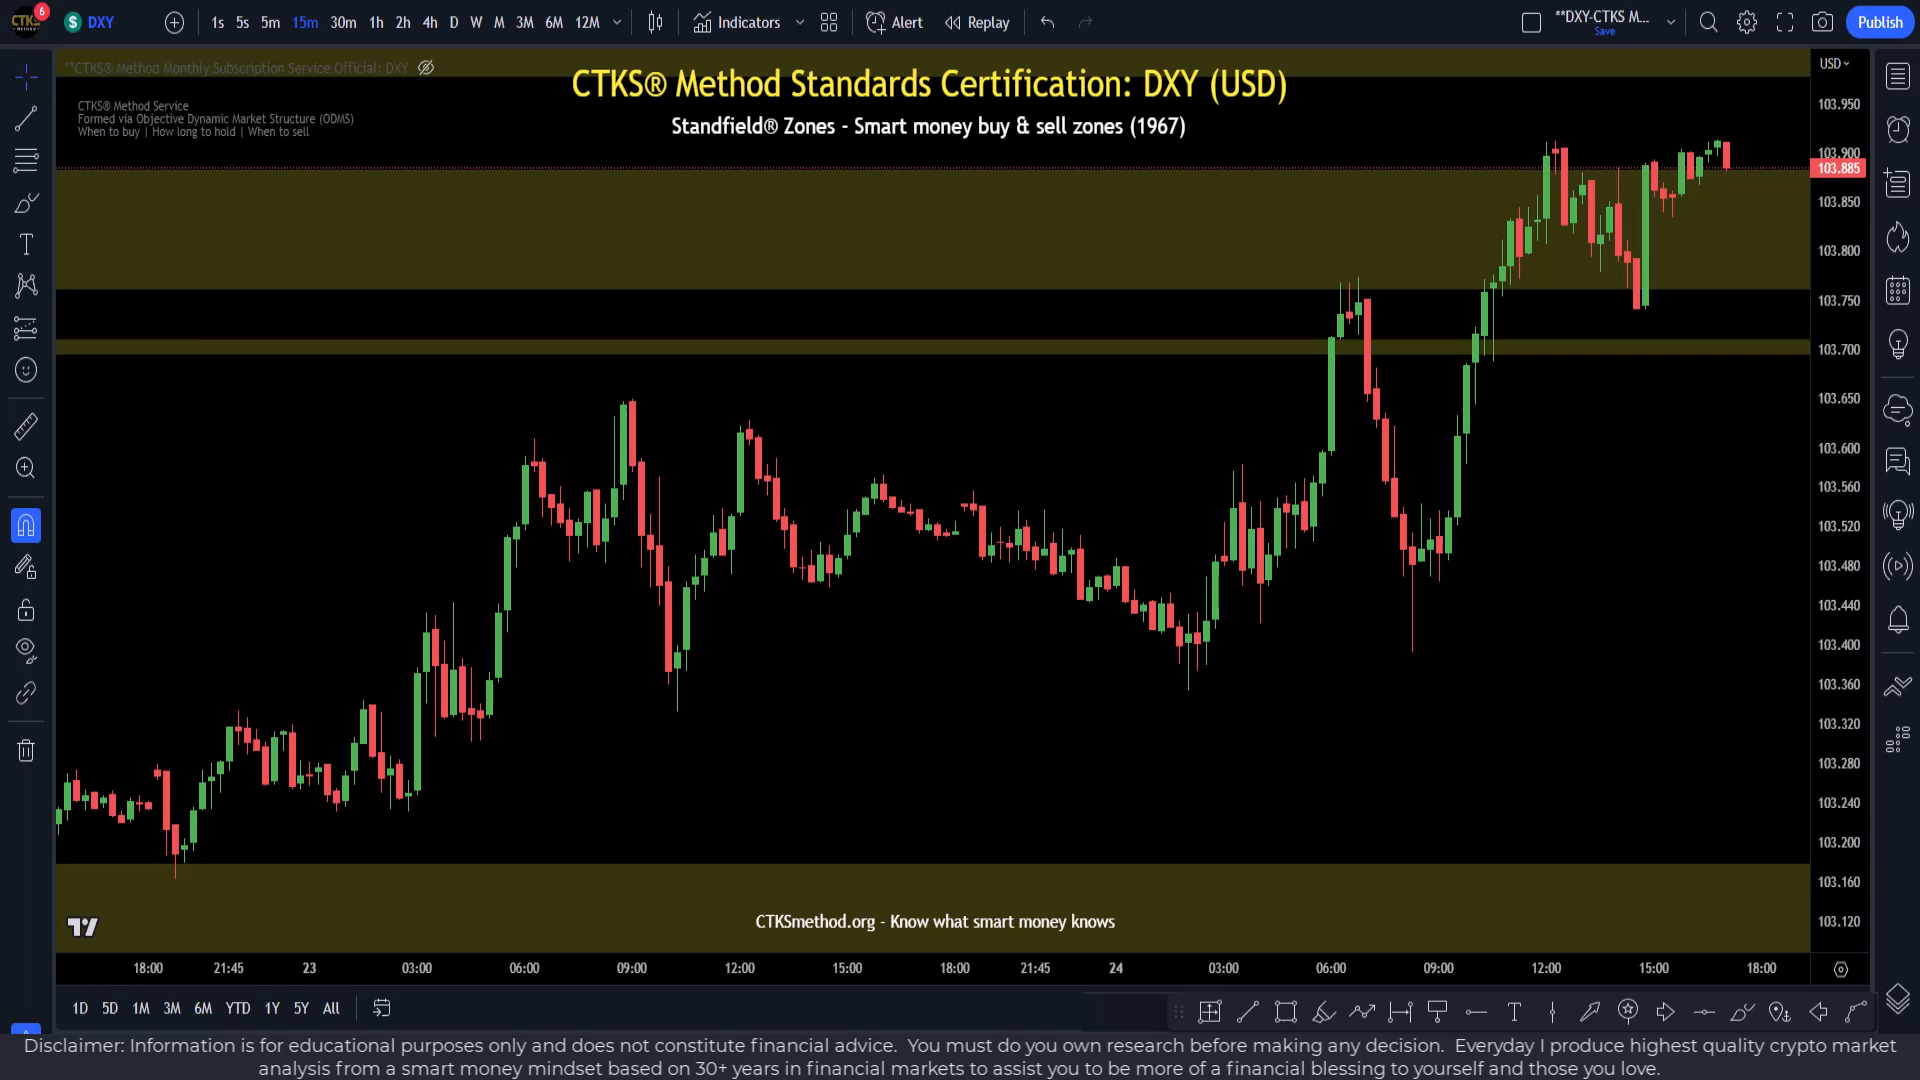 CTKS
METHOD
6
$ DXY
1s 5s 5m 15m 30m 1h 2h 4h D W M 3M 6M 12M
Indicators
Alert
Replay
**DXY-CTKS M...
Save
Publish
**CTKS® Method Monthly Subscription Service Official: DXY
CTKS® Method Standards Certification: DXY (USD)
Standfield® Zones - Smart money buy & sell zones (1967)
CTKS® Method Service
Formed via Objective Dynamic Market Structure (ODMS)
When to buy | How long to hold | When to sell
USD
103.950
103.900
103.885
103.850
103.800
103.750
103.700
103.650
103.600
103.560
103.520
103.480
103.440
103.400
103.360
103.320
103.280
103.240
103.200
103.160
103.120
CTKSmethod.org - Know what smart money knows
18:00 21:45 23 03:00 06:00 09:00 12:00 15:00 18:00 21:45 24 03:00 06:00 09:00 12:00 15:00 18:00
1D 5D 1M 3M 6M YTD 1Y 5Y All
Disclaimer: Information is for educational purposes only and does not constitute financial advice. You must do you own research before making any decision. Everyday I produce highest quality crypto market
analysis from a smart money mindset based on 30+ years in financial markets to assist you to be more of a financial blessing to yourself and those you love.